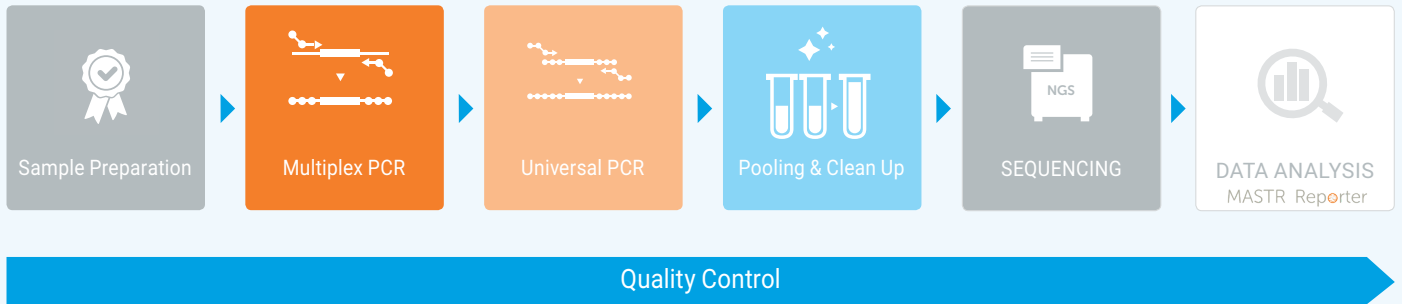 Sample Preparation
Multiplex PCR
Universal PCR
Pooling & Clean Up
NGS
SEQUENCING
DATA ANALYSIS
MASTR Reporter
Quality Control